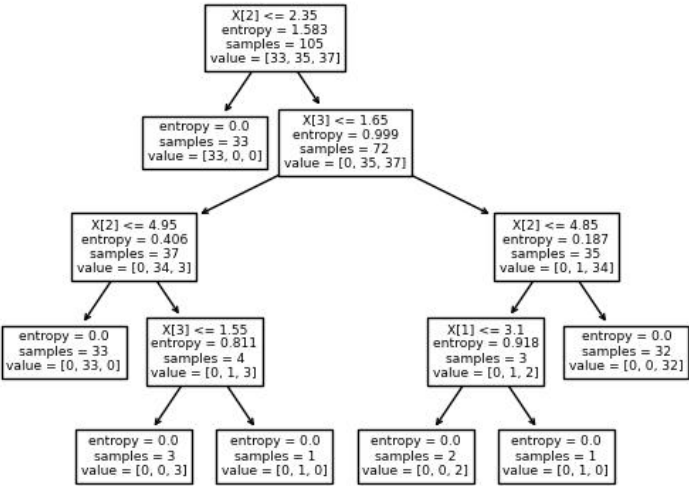 X[2] <= 2.35
entropy = 1.583
samples = 105
value = [33, 35, 37]
entropy = 0.0
samples = 33
value = [33, 0, 0]
X[3] <= 1.65
entropy = 0.999
samples = 72
value = [0, 35, 37]
X[2] <= 4.95
entropy = 0.406
samples = 37
value = [0, 34, 3]
X[2] <= 4.85
entropy = 0.187
samples = 35
value = [0, 1, 34]
entropy = 0.0
samples = 33
value = [0, 33, 0]
X[3] <= 1.55
entropy = 0.811
samples = 4
value = [0, 1, 3]
X[1] <= 3.1
entropy = 0.918
samples = 3
value = [0, 1, 2]
entropy = 0.0
samples = 32
value = [0, 0, 32]
entropy = 0.0
samples = 3
value = [0, 0, 3]
entropy = 0.0
samples = 1
value = [0, 1, 0]
entropy = 0.0
samples = 2
value = [0, 0, 2]
entropy = 0.0
samples = 1
value = [0, 1, 0]